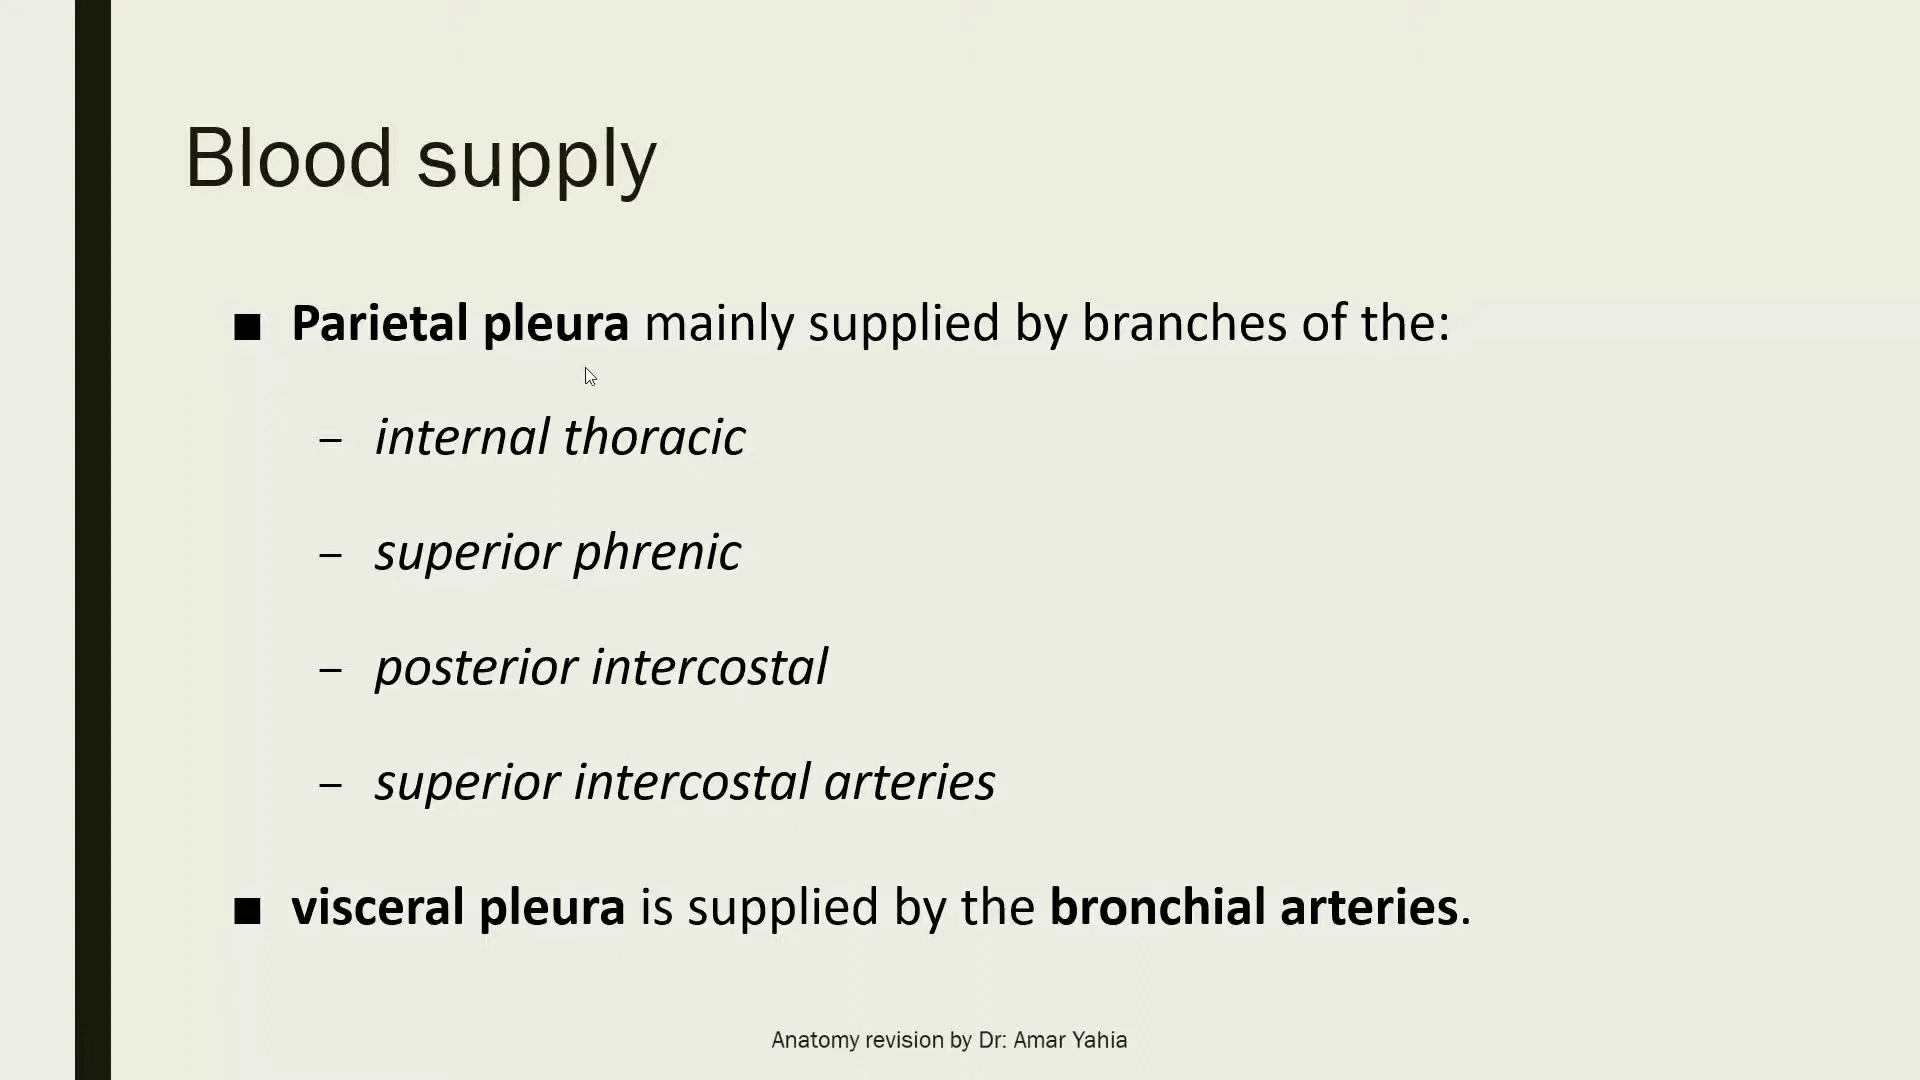 Blood supply
■ Parietal pleura mainly supplied by branches of the:
– internal thoracic
– superior phrenic
– posterior intercostal
– superior intercostal arteries
■ visceral pleura is supplied by the bronchial arteries.
Anatomy revision by Dr: Amar Yahia